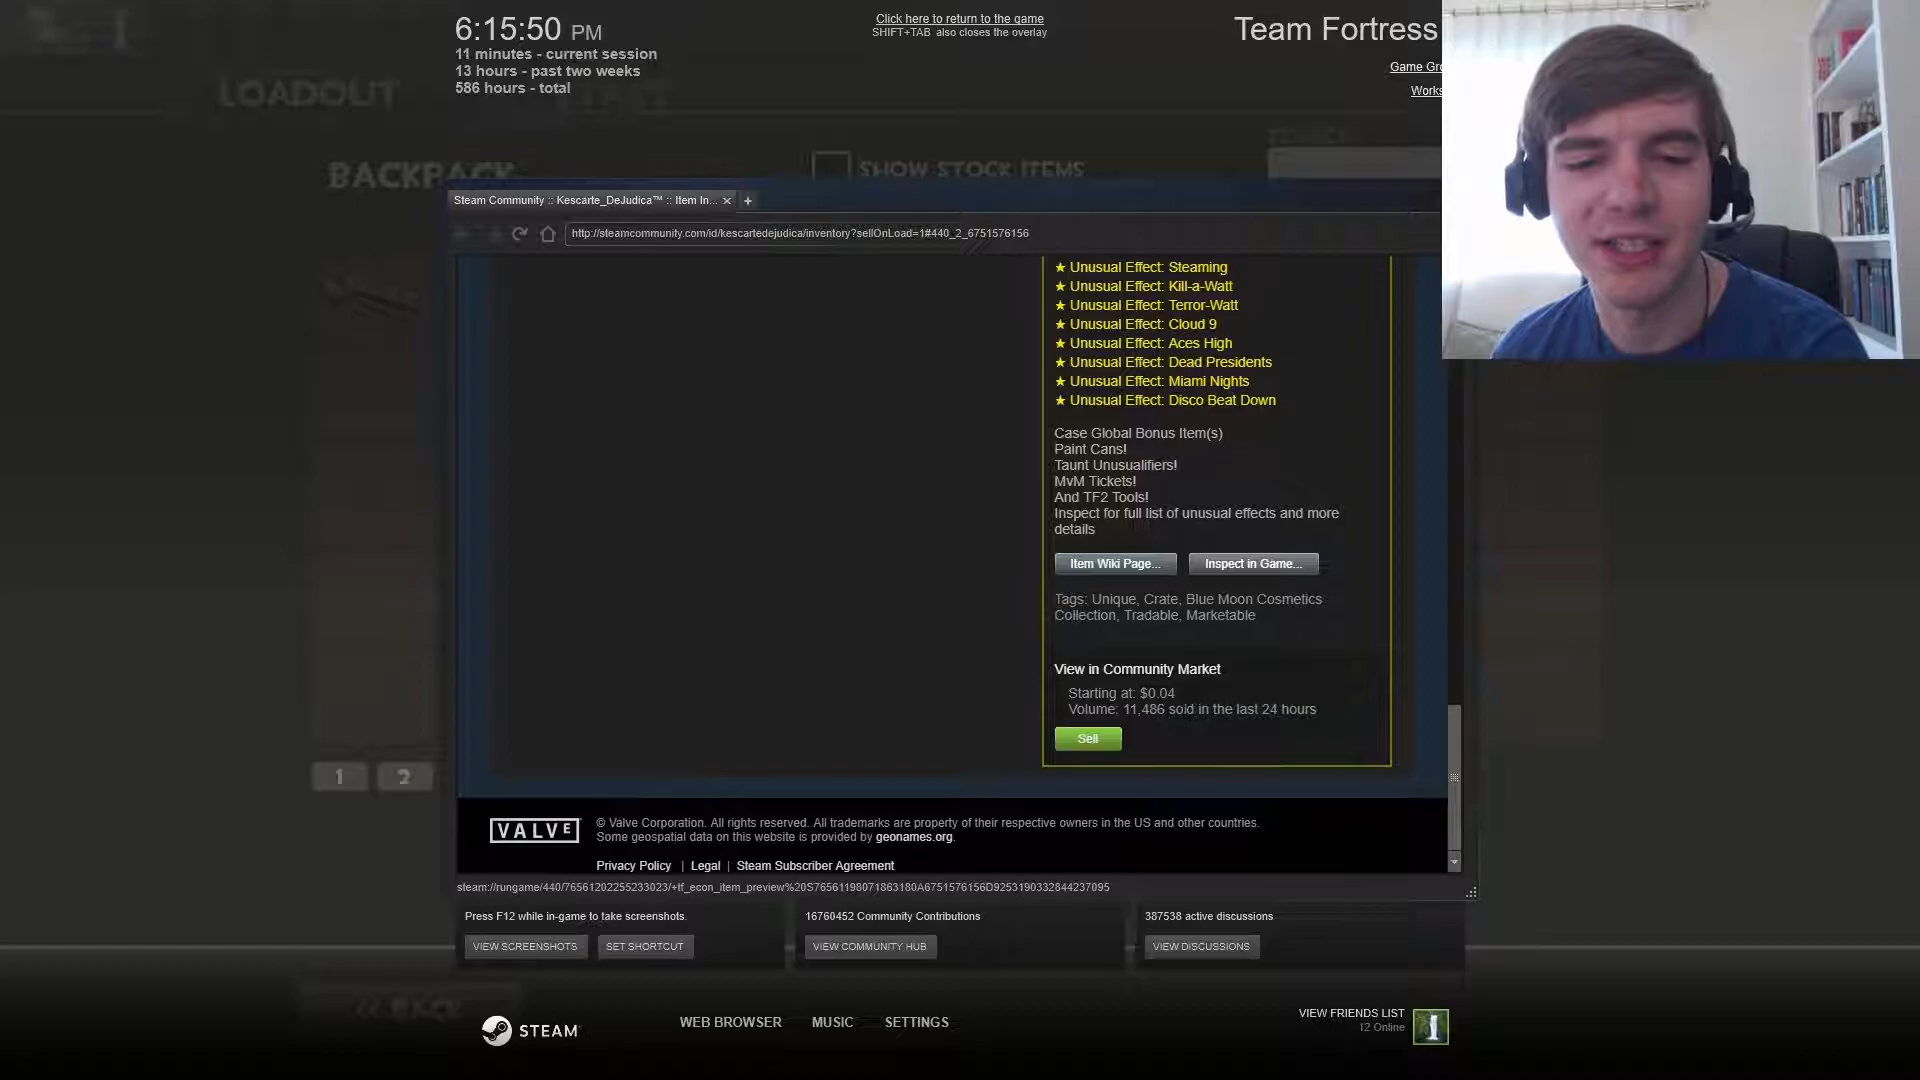 6:15:50 PM
11 minutes - current session
13 hours - past two weeks
586 hours - total
Click here to return to the game
SHIFT+TAB also closes the overlay
Team Fortress
Game Gro
Works
LOADOUT
BACKPACK
SHOW STOCK ITEMS
Steam Community :: Kescarte_DeJudica™ :: Item In...
http://steamcommunity.com/id/kescartedejudica/inventory?sellOnLoad=1#440_2_6751576156
★ Unusual Effect: Steaming
★ Unusual Effect: Kill-a-Watt
★ Unusual Effect: Terror-Watt
★ Unusual Effect: Cloud 9
★ Unusual Effect: Aces High
★ Unusual Effect: Dead Presidents
★ Unusual Effect: Miami Nights
★ Unusual Effect: Disco Beat Down
Case Global Bonus Item(s)
Paint Cans!
Taunt Unusualifiers!
MvM Tickets!
And TF2 Tools!
Inspect for full list of unusual effects and more
details
Item Wiki Page...
Inspect in Game...
Tags: Unique, Crate, Blue Moon Cosmetics
Collection, Tradable, Marketable
View in Community Market
Starting at: $0.04
Volume: 11,486 sold in the last 24 hours
Sell
1
2
VALVE
© Valve Corporation. All rights reserved. All trademarks are property of their respective owners in the US and other countries.
Some geospatial data on this website is provided by geonames.org.
Privacy Policy | Legal | Steam Subscriber Agreement
steam://rungame/440/76561202255233023/+tf_econ_item_preview%20S76561198071863180A6751576156D9253190332844237095
Press F12 while in-game to take screenshots.
16760452 Community Contributions
387538 active discussions
VIEW SCREENSHOTS
SET SHORTCUT
VIEW COMMUNITY HUB
VIEW DISCUSSIONS
<< BACK
STEAM
WEB BROWSER
MUSIC
SETTINGS
VIEW FRIENDS LIST
12 Online